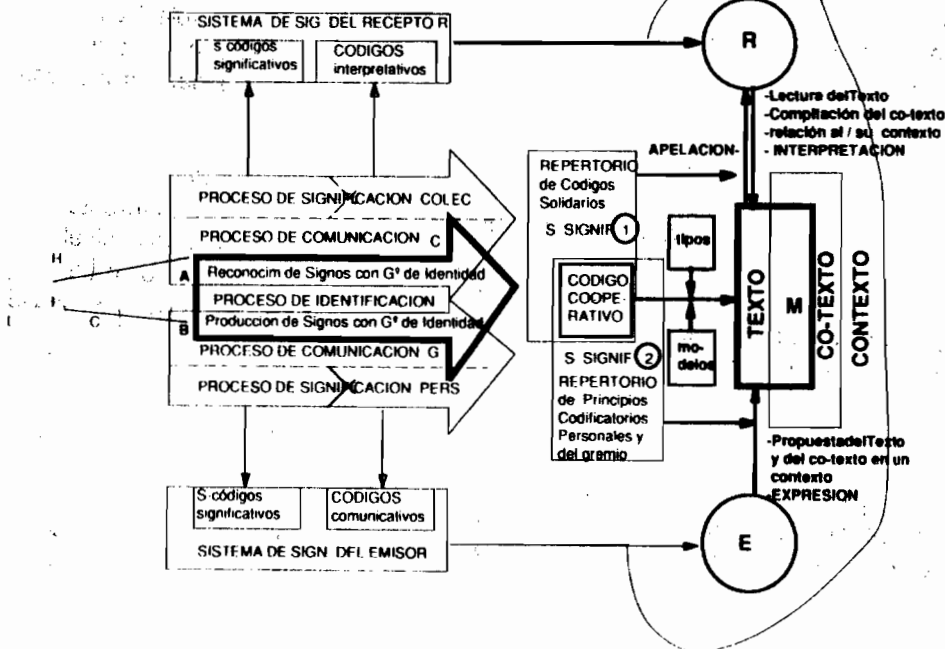 SISTEMA DE SIG DEL RECEPTOR
s códigos
significativos
CODIGOS
interpretativos
R
-Lectura delTexto
-Compilación del co-texto
-relación al / su contexto
- INTERPRETACION
APELACION-
PROCESO DE SIGNIFICACION COLEC
PROCESO DE COMUNICACION C
H
A
Reconocim de Signos con Gº de Identidad
PROCESO DE IDENTIFICACION
B
Producción de Signos con Gº de Identidad
C
PROCESO DE COMUNICACION G
PROCESO DE SIGNIFICACION PERS
REPERTORIO
de Codigos
Solidarios
S SIGNIF 1
tipos
CODIGO
COOPE-
RATIVO
mo-
delos
S SIGNIF 2
REPERTORIO
de Principios
Codificatorios
Personales y
del gremio
TEXTO
M
CO-TEXTO
CONTEXTO
-PropuestadelTexto
y del co-texto en un
contexto
-EXPRESION
S-códigos
significativos
CODIGOS
comunicativos
SISTEMA DE SIGN DEL EMISOR
E